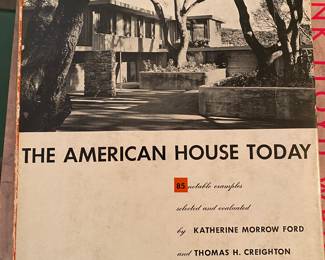 THE AMERICAN HOUSE TODAY
85 notable examples
selected and evaluated
by KATHERINE MORROW FORD
and THOMAS H. CREIGHTON